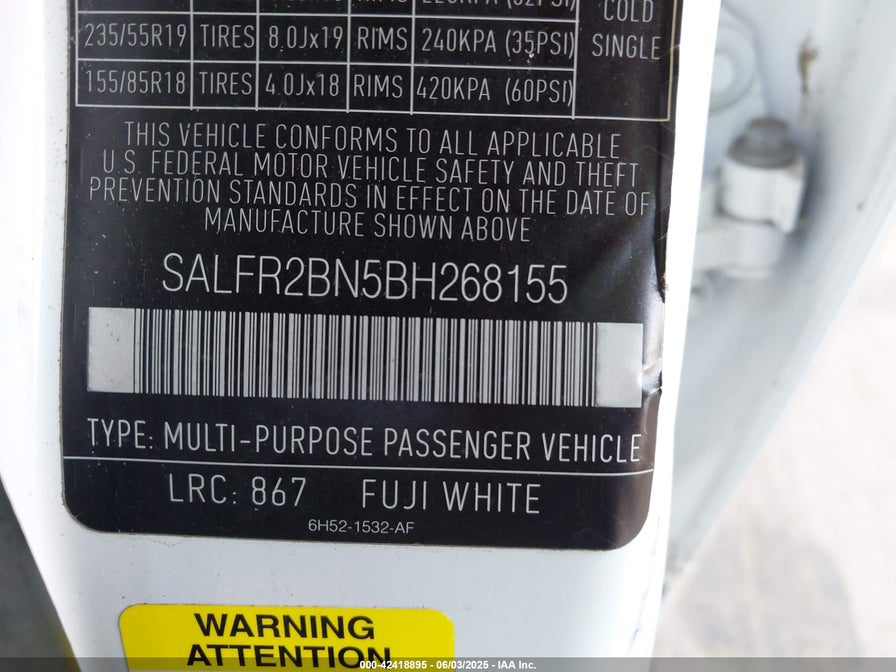 COLD
235/55R19 TIRES 8.0Jx19 RIMS 240KPA (35PSI) SINGLE
155/85R18 TIRES 4.0Jx18 RIMS 420KPA (60PSI)
THIS VEHICLE CONFORMS TO ALL APPLICABLE
U.S. FEDERAL MOTOR VEHICLE SAFETY AND THEFT
PREVENTION STANDARDS IN EFFECT ON THE DATE OF
MANUFACTURE SHOWN ABOVE
SALFR2BN5BH268155
TYPE: MULTI-PURPOSE PASSENGER VEHICLE
LRC: 867 FUJI WHITE
6H52-1532-AF
WARNING
ATTENTION
000-42418895 - 06/03/2025 - IAA Inc.